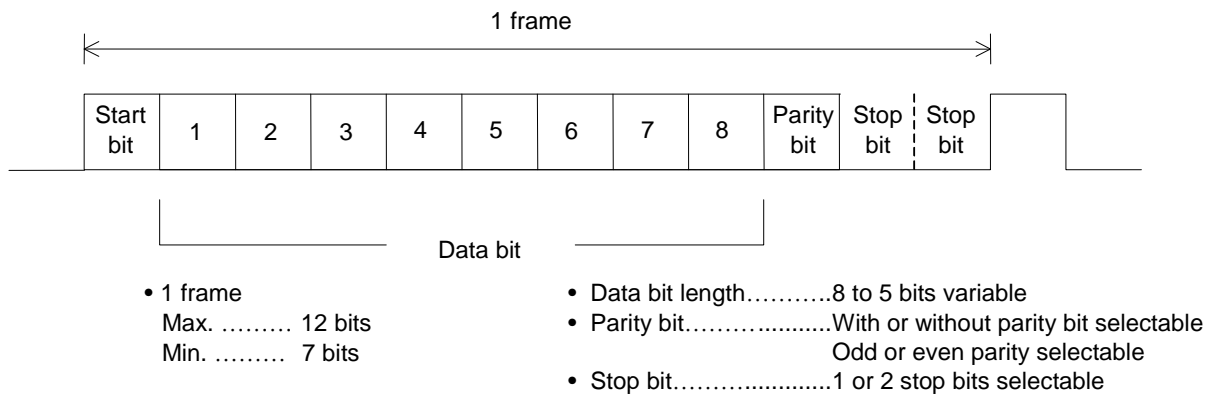 1 frame
Start bit 1 2 3 4 5 6 7 8 Parity bit Stop bit Stop bit
Data bit
• 1 frame
Max. ……… 12 bits
Min. ……… 7 bits
• Data bit length………..8 to 5 bits variable
• Parity bit………...........With or without parity bit selectable
Odd or even parity selectable
• Stop bit……….............1 or 2 stop bits selectable